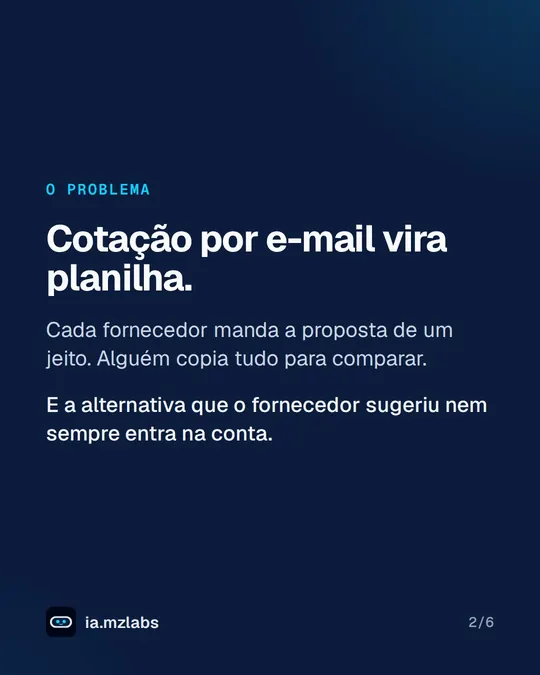 O PROBLEMA
Cotação por e-mail vira
planilha.
Cada fornecedor manda a proposta de um
jeito. Alguém copia tudo para comparar.
E a alternativa que o fornecedor sugeriu nem
sempre entra na conta.
ia.mzlabs
2/6